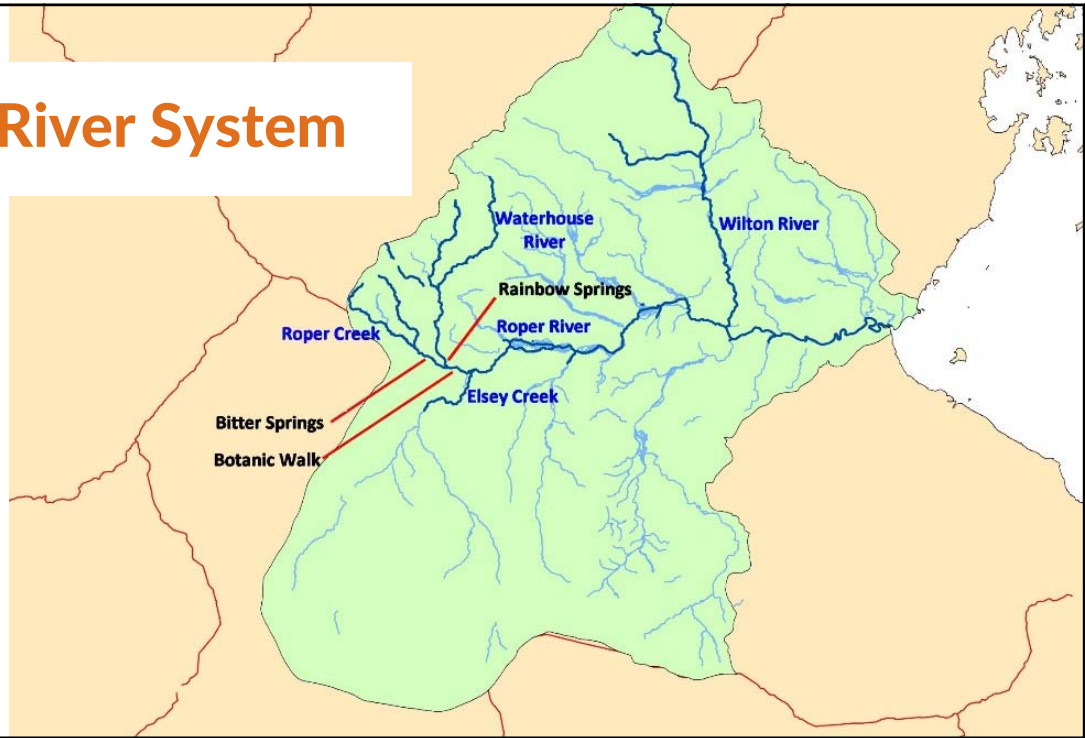 River System
Waterhouse
River
Wilton River
Rainbow Springs
Roper River
Roper Creek
Elsey Creek
Bitter Springs
Botanic Walk